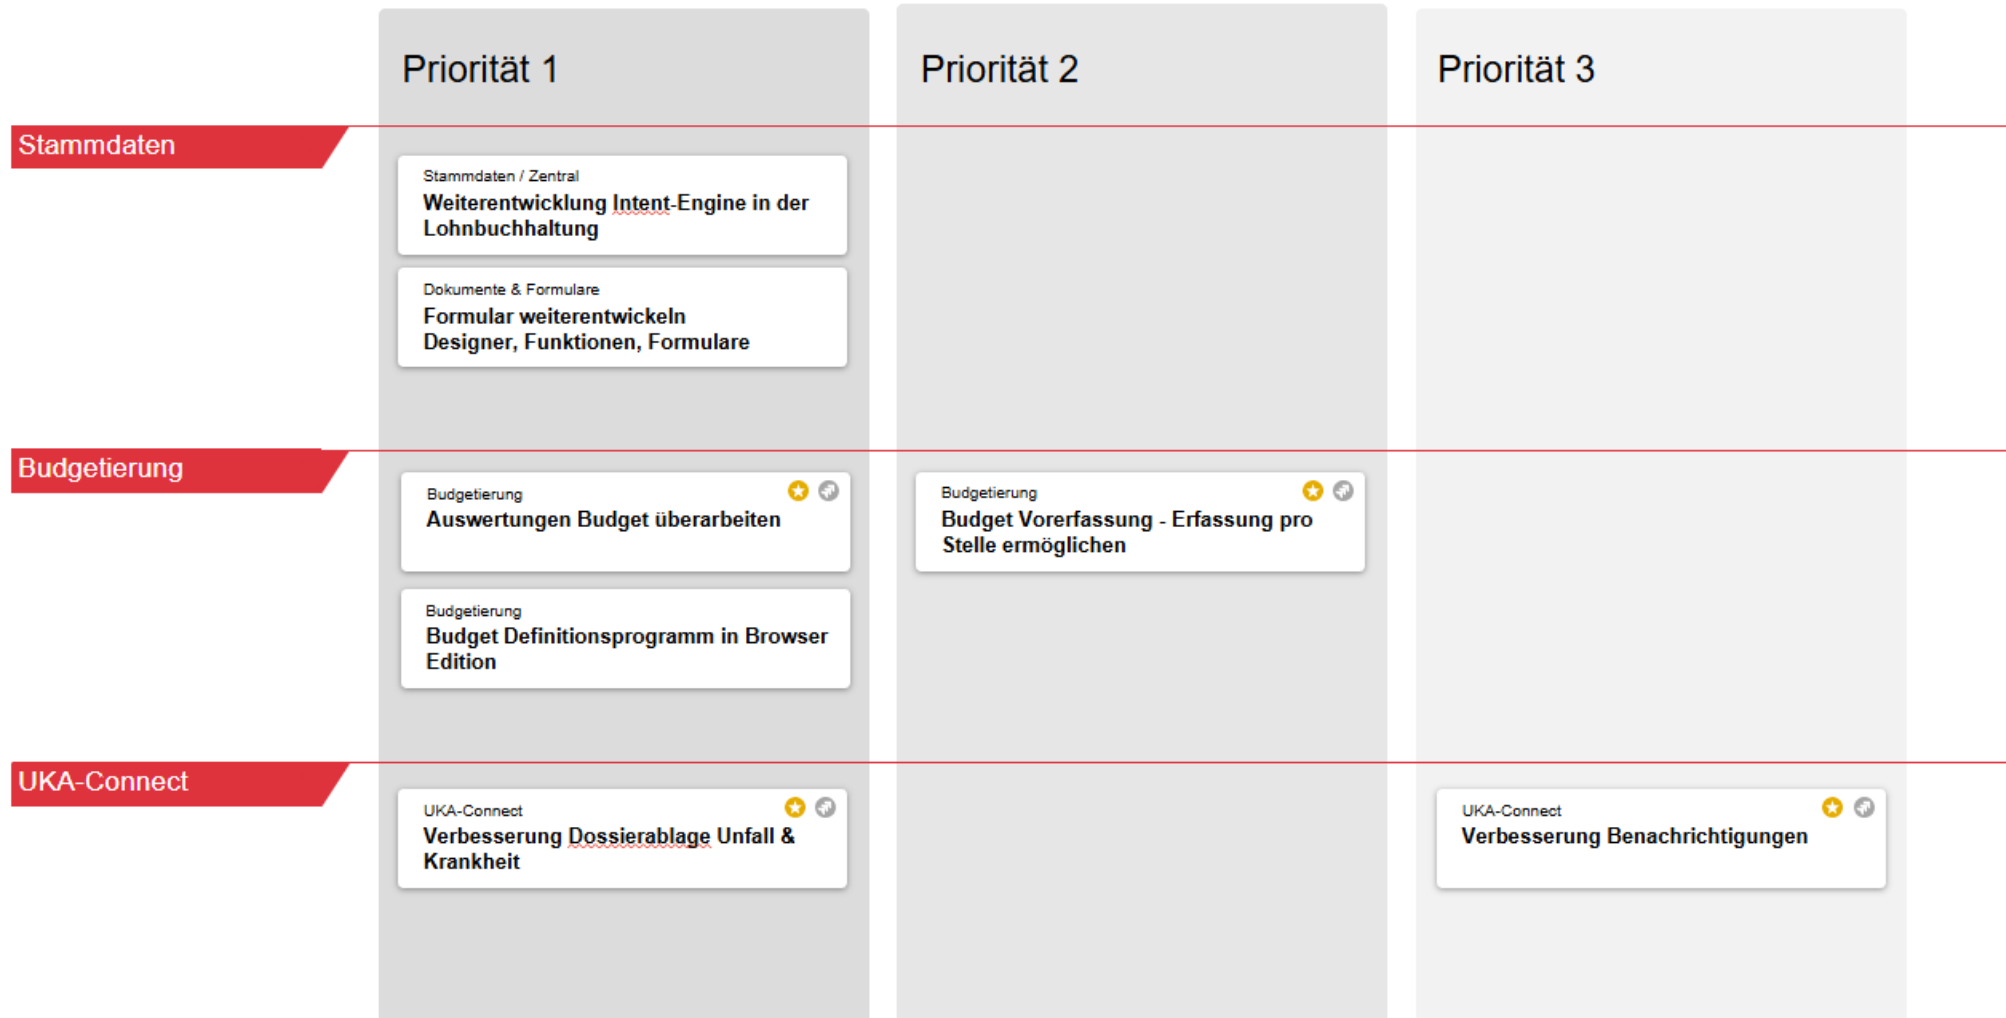 Priorität 1
Priorität 2
Priorität 3
Stammdaten
Stammdaten / Zentral
Weiterentwicklung Intent-Engine in der
Lohnbuchhaltung
Dokumente & Formulare
Formular weiterentwickeln
Designer, Funktionen, Formulare
Budgetierung
Budgetierung
Auswertungen Budget überarbeiten
Budgetierung
Budget Vorerfassung - Erfassung pro
Stelle ermöglichen
Budgetierung
Budget Definitionsprogramm in Browser
Edition
UKA-Connect
UKA-Connect
Verbesserung Dossierablage Unfall &
Krankheit
UKA-Connect
Verbesserung Benachrichtigungen